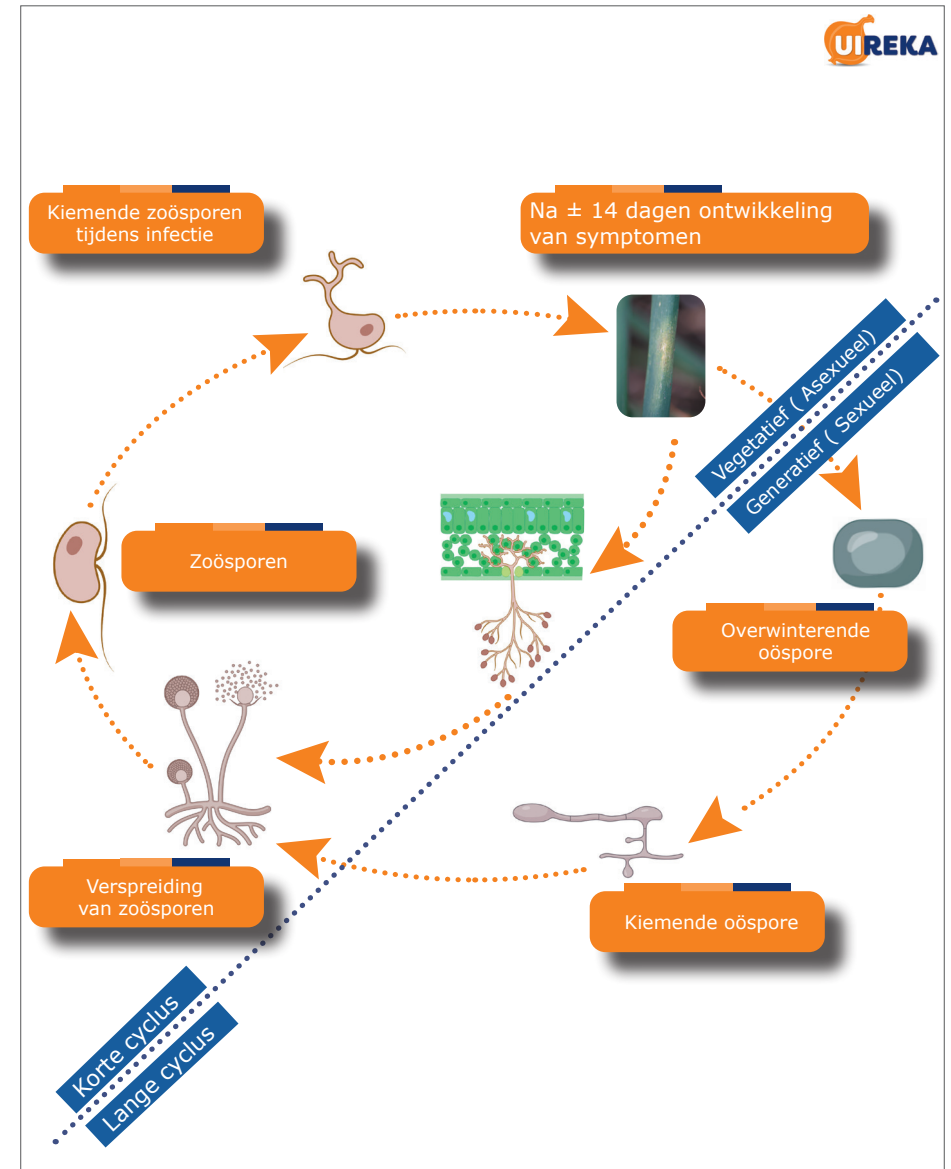 UIREKA
Kiemende zoösporen
tijdens infectie
Na ± 14 dagen ontwikkeling
van symptomen
Vegetatief ( Asexueel)
Generatief ( Sexueel)
Zoösporen
Overwinterende
oöspore
Verspreiding
van zoösporen
Kiemende oöspore
Korte cyclus
Lange cyclus